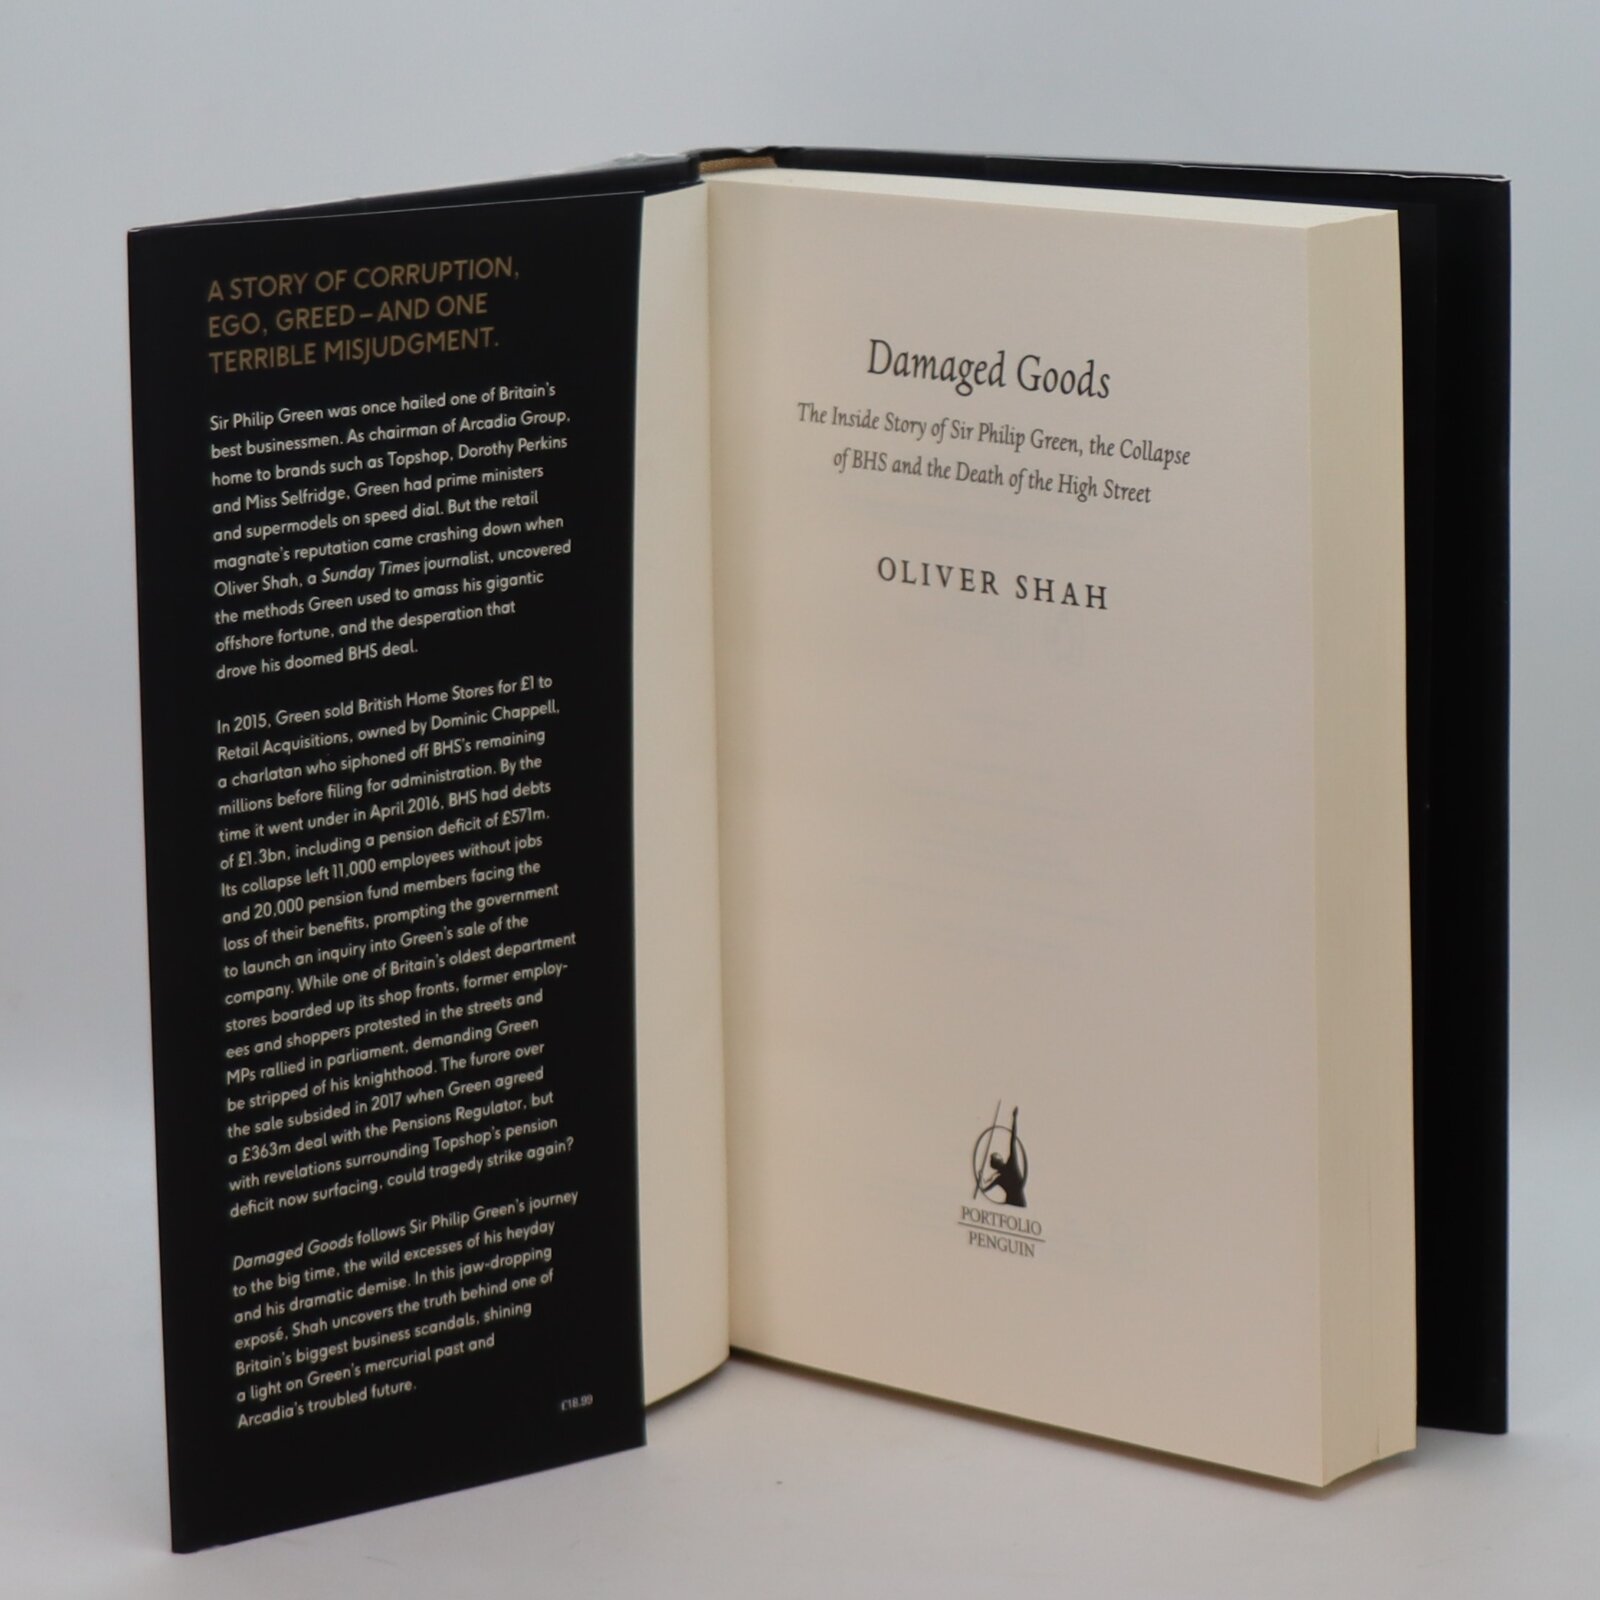 A STORY OF CORRUPTION,
EGO, GREED – AND ONE
TERRIBLE MISJUDGMENT.
Sir Philip Green was once hailed one of Britain's
best businessmen. As chairman of Arcadia Group,
home to brands such as Topshop, Dorothy Perkins
and Miss Selfridge, Green had prime ministers
and supermodels on speed dial. But the retail
magnate's reputation came crashing down when
Oliver Shah, a Sunday Times journalist, uncovered
the methods Green used to amass his gigantic
offshore fortune, and the desperation that
drove his doomed BHS deal.
In 2015, Green sold British Home Stores for £1 to
Retail Acquisitions, owned by Dominic Chappell,
a charlatan who siphoned off BHS's remaining
millions before filing for administration. By the
time it went under in April 2016, BHS had debts
of £1.3bn, including a pension deficit of £571m.
Its collapse left 11,000 employees without jobs
and 20,000 pension fund members facing the
loss of their benefits, prompting the government
to launch an inquiry into Green's sale of the
company. While one of Britain's oldest department
stores boarded up its shop fronts, former employ-
ees and shoppers protested in the streets and
MPs rallied in parliament, demanding Green
be stripped of his knighthood. The furore over
the sale subsided in 2017 when Green agreed
a £363m deal with the Pensions Regulator, but
with revelations surrounding Topshop's pension
deficit now surfacing, could tragedy strike again?
Damaged Goods follows Sir Philip Green's journey
to the big time, the wild excesses of his heyday
and his dramatic demise. In this jaw-dropping
exposé, Shah uncovers the truth behind one of
Britain's biggest business scandals, shining
a light on Green's mercurial past and
Arcadia's troubled future.
£18.99
Damaged Goods
The Inside Story of Sir Philip Green, the Collapse
of BHS and the Death of the High Street
OLIVER SHAH
PORTFOLIO
PENGUIN